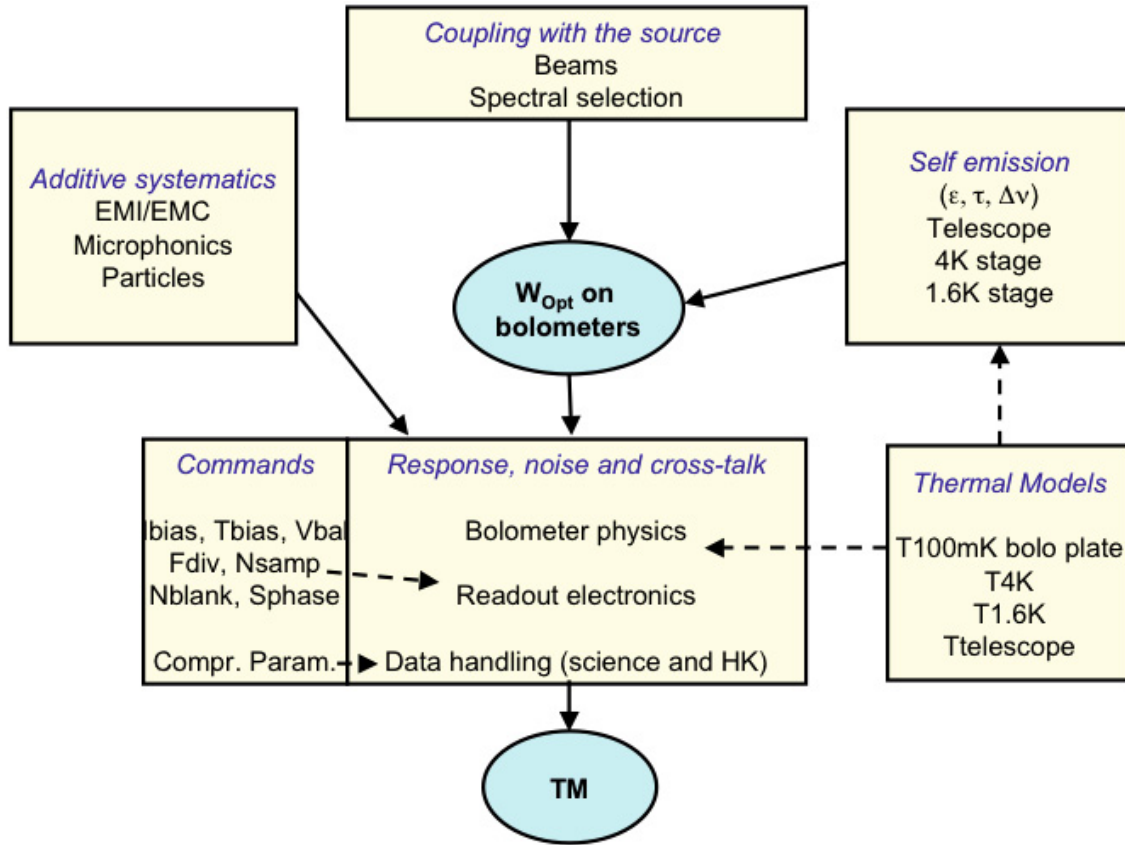 Coupling with the source
Beams
Spectral selection
Additive systematics
EMI/EMC
Microphonics
Particles
Self emission
(ε, τ, Δν)
Telescope
4K stage
1.6K stage
W_Opt on
bolometers
Commands
Ibias, Tbias, Vbal
Fdiv, Nsamp
Nblank, Sphase
Compr. Param.
Response, noise and cross-talk
Bolometer physics
Readout electronics
Data handling (science and HK)
Thermal Models
T100mK bolo plate
T4K
T1.6K
Ttelescope
TM